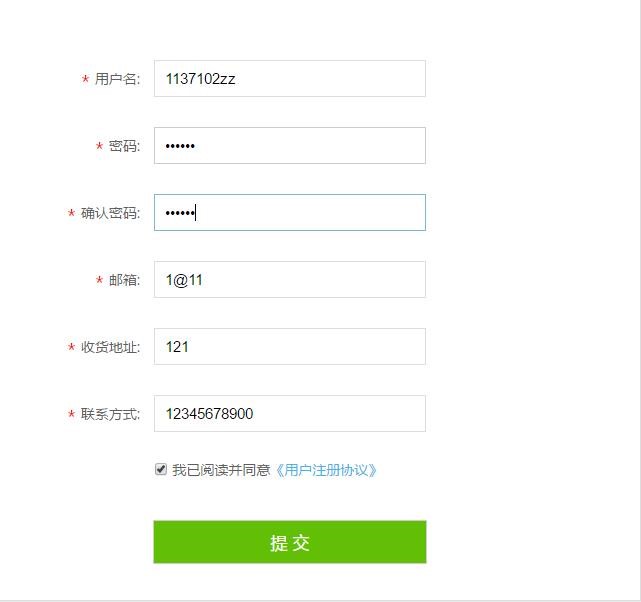 * 用户名: 1137102zz
* 密码: ••••••
* 确认密码: ••••••
* 邮箱: 1@11
* 收货地址: 121
* 联系方式: 12345678900
我已阅读并同意《用户注册协议》
提 交